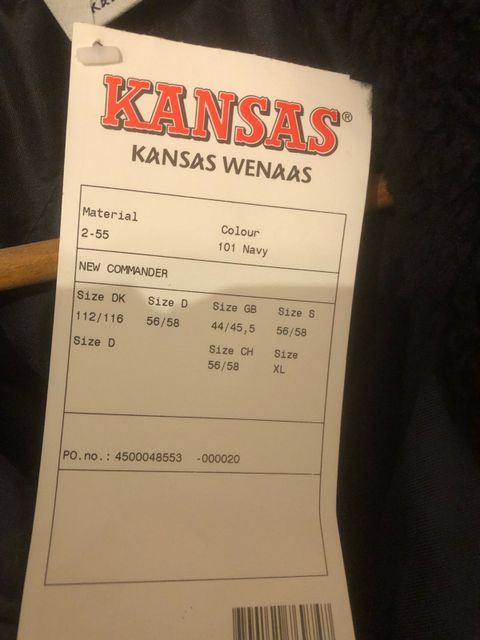 KANSAS®
KANSAS WENAAS
Material
2-55
Colour
101 Navy
NEW COMMANDER
Size DK Size D Size GB Size S
112/116 56/58 44/45,5 56/58
Size D Size CH Size
56/58 XL
PO.no.: 4500048553 -000020